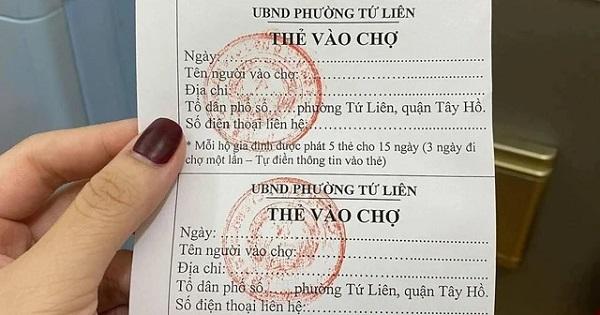 UBND PHƯỜNG TỨ LIÊN
THẺ VÀO CHỢ
Ngày:
Tên người vào chợ:
Địa chỉ:
Tổ dân phố số......phường Tứ Liên, quận Tây Hồ.
Số điện thoại liên hệ:
* Mỗi hộ gia đình được phát 5 thẻ cho 15 ngày (3 ngày đi
chợ một lần – Tự điền thông tin vào thẻ)
UBND PHƯỜNG TỨ LIÊN
THẺ VÀO CHỢ
Ngày:
Tên người vào chợ:
Địa chỉ:
Tổ dân phố số......phường Tứ Liên, quận Tây Hồ.
Số điện thoại liên hệ: